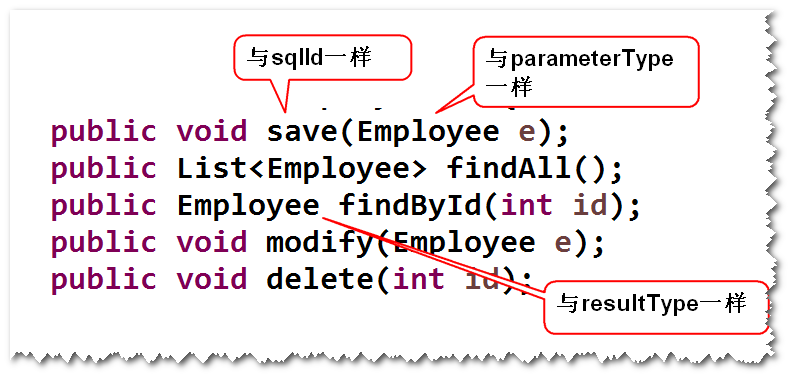 与sqlId一样
与parameterType
一样
public void save(Employee e);
public List<Employee> findAll();
public Employee findById(int id);
public void modify(Employee e);
public void delete(int id);
与resultType一样